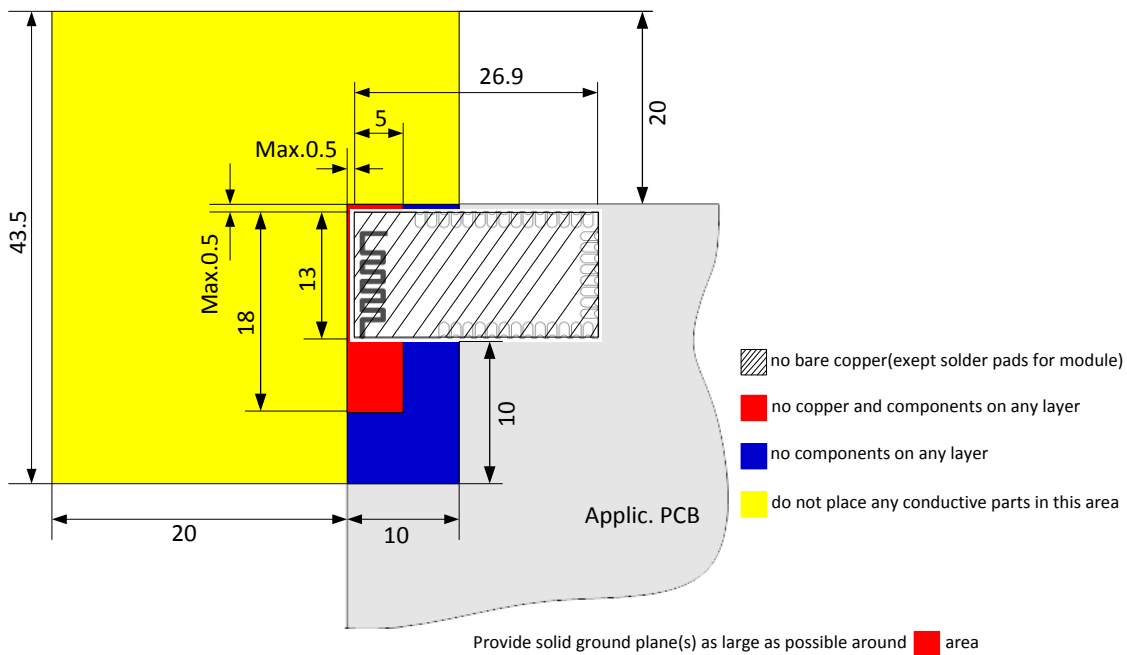 26.9
20
5
Max.0.5
43.5
Max.0.5
13
18
10
no bare copper(exept solder pads for module)
no copper and components on any layer
no components on any layer
do not place any conductive parts in this area
Applic. PCB
20
10
Provide solid ground plane(s) as large as possible around area